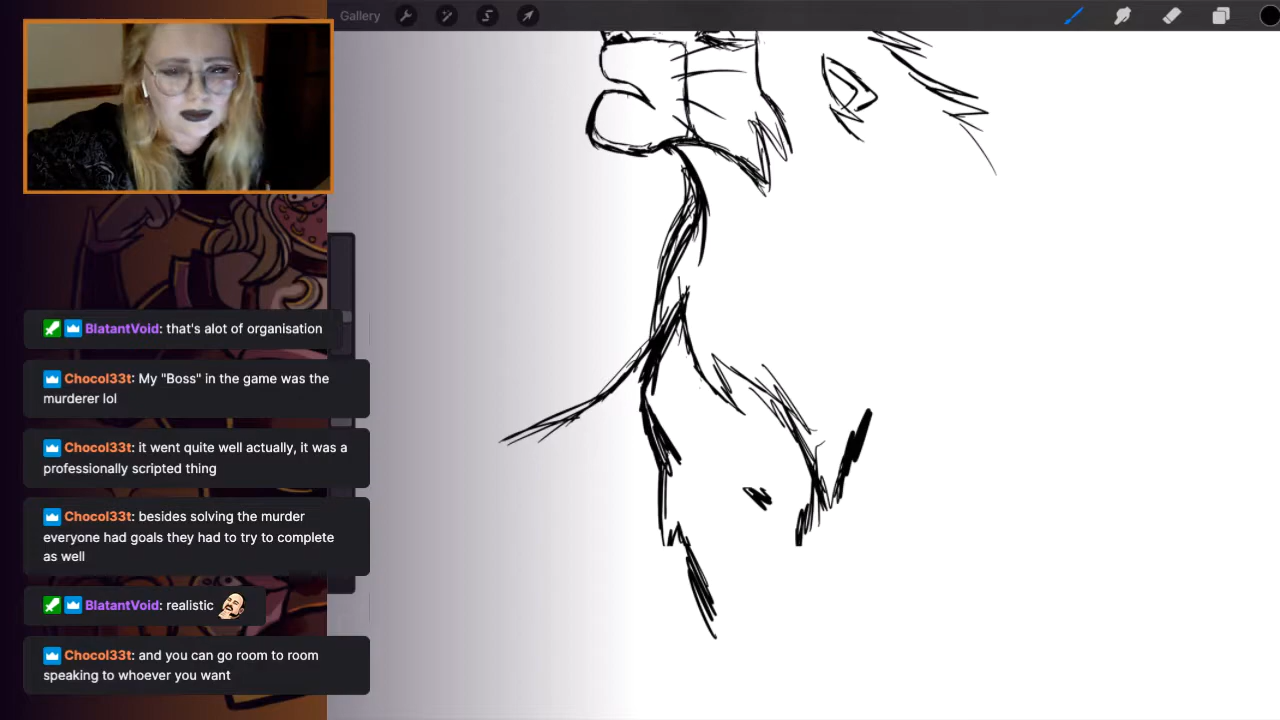 Gallery
BlatantVoid: that's alot of organisation
Chocol33t: My "Boss" in the game was the
murderer lol
Chocol33t: it went quite well actually, it was a
professionally scripted thing
Chocol33t: besides solving the murder
everyone had goals they had to try to complete
as well
BlatantVoid: realistic
Chocol33t: and you can go room to room
speaking to whoever you want